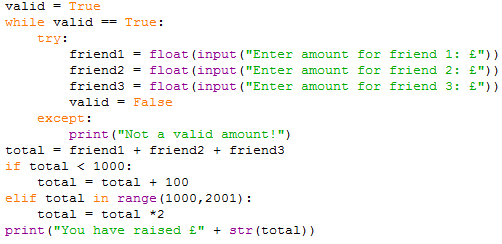 valid = True
while valid == True:
    try:
        friend1 = float(input("Enter amount for friend 1: £"))
        friend2 = float(input("Enter amount for friend 2: £"))
        friend3 = float(input("Enter amount for friend 3: £"))
        valid = False
    except:
        print("Not a valid amount!")
total = friend1 + friend2 + friend3
if total < 1000:
    total = total + 100
elif total in range(1000,2001):
    total = total *2
print("You have raised £" + str(total))